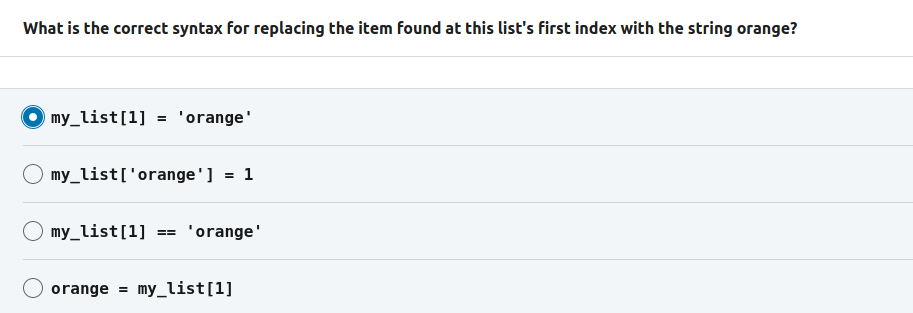 What is the correct syntax for replacing the item found at this list's first index with the string orange?
my_list[1] = 'orange'
my_list['orange'] = 1
my_list[1] == 'orange'
orange = my_list[1]